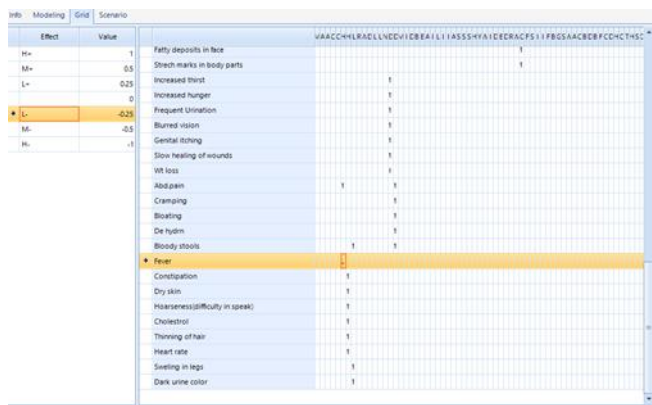 Info Modeling Grid Scenario
Effect Value
H+ 1
M+ 0.5
L+ 0.25
0
L- -0.25
M- -0.5
H- -1
Fatty deposits in face 1
Strech marks in body parts 1
Increased thirst 1
Increased hunger 1
Frequent Urination 1
Blurred vision 1
Genital itching 1
Slow healing of wounds 1
Wt loss 1
Abd.pain 1 1
Cramping 1
Bloating 1
De hydrn 1
Bloody stools 1 1
Fever
Constipation 1
Dry skin 1
Hoarseness(difficulty in speak) 1
Cholestrol 1
Thinning of hair 1
Heart rate 1
Sweling in legs 1
Dark urine color 1